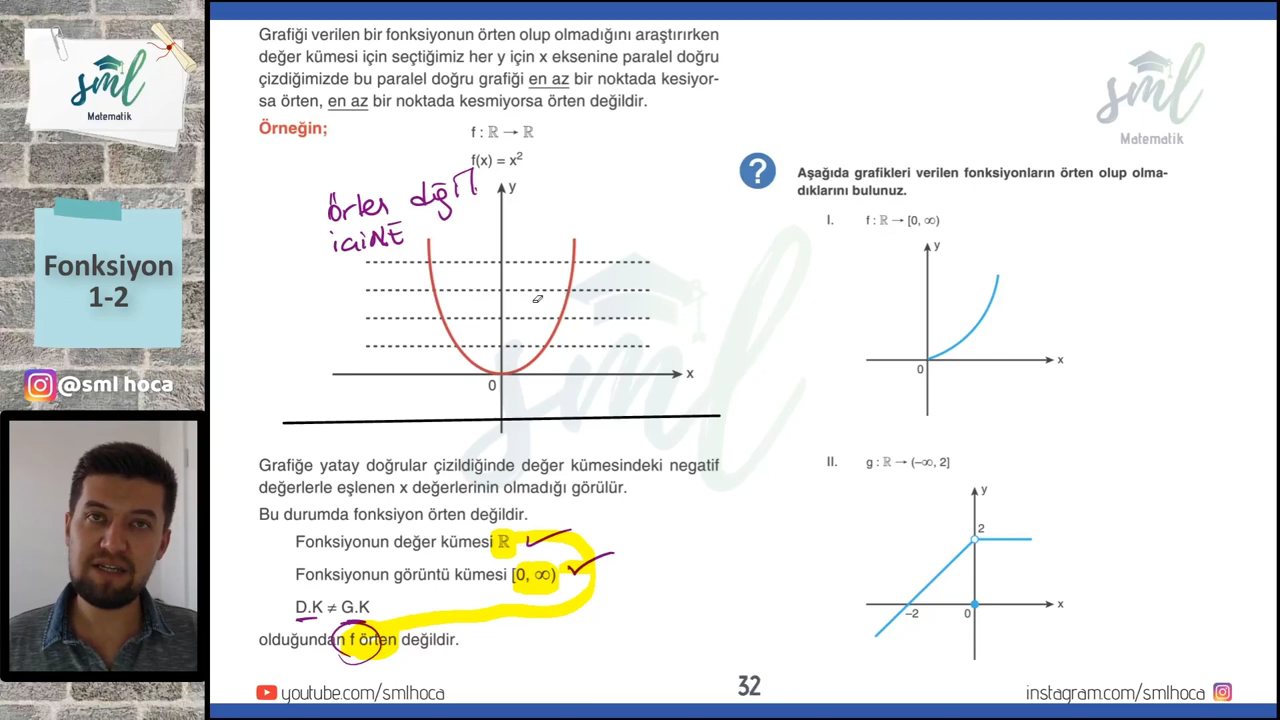 sml
Matematik
Fonksiyon
1-2
@sml hoca
Grafiği verilen bir fonksiyonun örten olup olmadığını araştırırken
değer kümesi için seçtiğimiz her y için x eksenine paralel doğru
çizdiğimizde bu paralel doğru grafiği en az bir noktada kesiyor-
sa örten, en az bir noktada kesmiyorsa örten değildir.
Örneğin;
f : ℝ → ℝ
f(x) = x²
örten değil
içine
y
x
0
Grafiğe yatay doğrular çizildiğinde değer kümesindeki negatif
değerlerle eşlenen x değerlerinin olmadığı görülür.
Bu durumda fonksiyon örten değildir.
Fonksiyonun değer kümesi ℝ
Fonksiyonun görüntü kümesi [0, ∞)
D.K ≠ G.K
olduğundan f örten değildir.
sml
Matematik
?
Aşağıda grafikleri verilen fonksiyonların örten olup olma-
dıklarını bulunuz.
I. f : ℝ → [0, ∞)
y
x
0
II. g : ℝ → (−∞, 2]
y
2
x
−2
0
sml
youtube.com/smlhoca
32
instagram.com/smlhoca